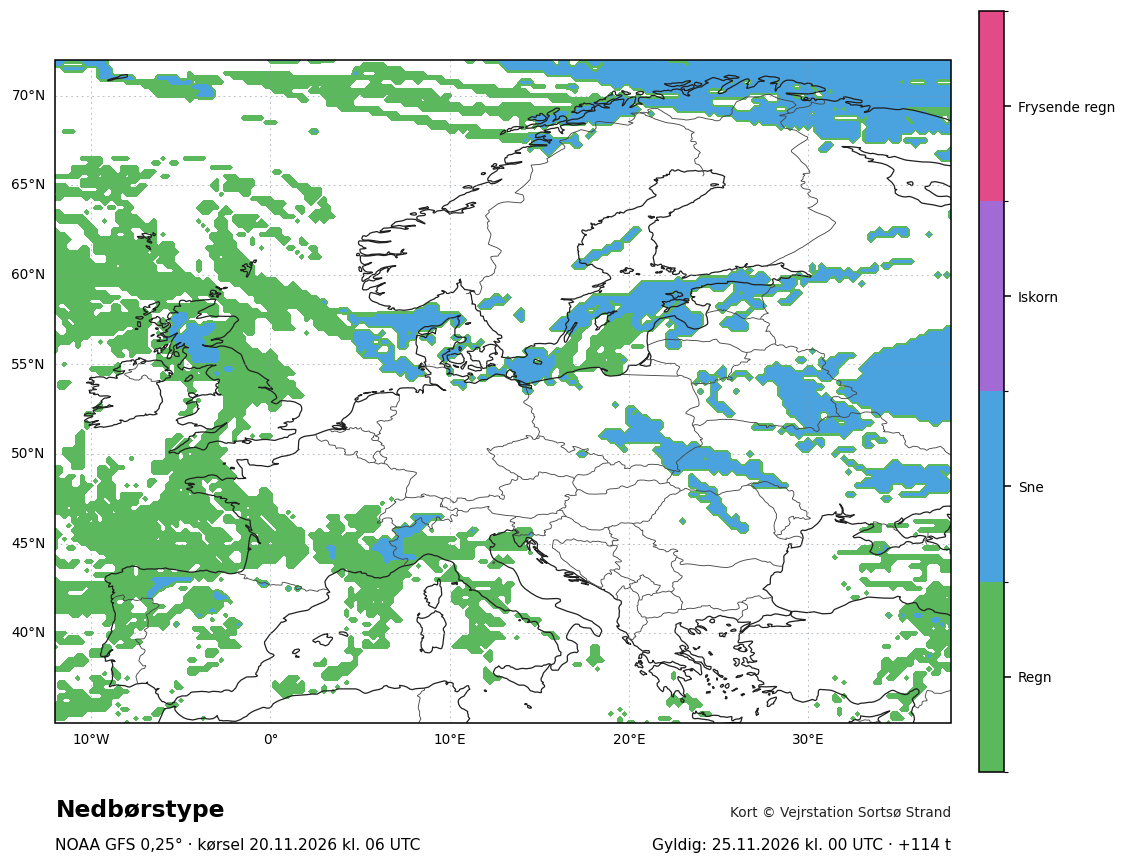 Frysende regn
Iskorn
Sne
Regn
70°N
65°N
60°N
55°N
50°N
45°N
40°N
10°W
0°
10°E
20°E
30°E
Nedbørstype
Kort © Vejrstation Sortsø Strand
NOAA GFS 0,25° · kørsel 20.11.2026 kl. 06 UTC
Gyldig: 25.11.2026 kl. 00 UTC · +114 t